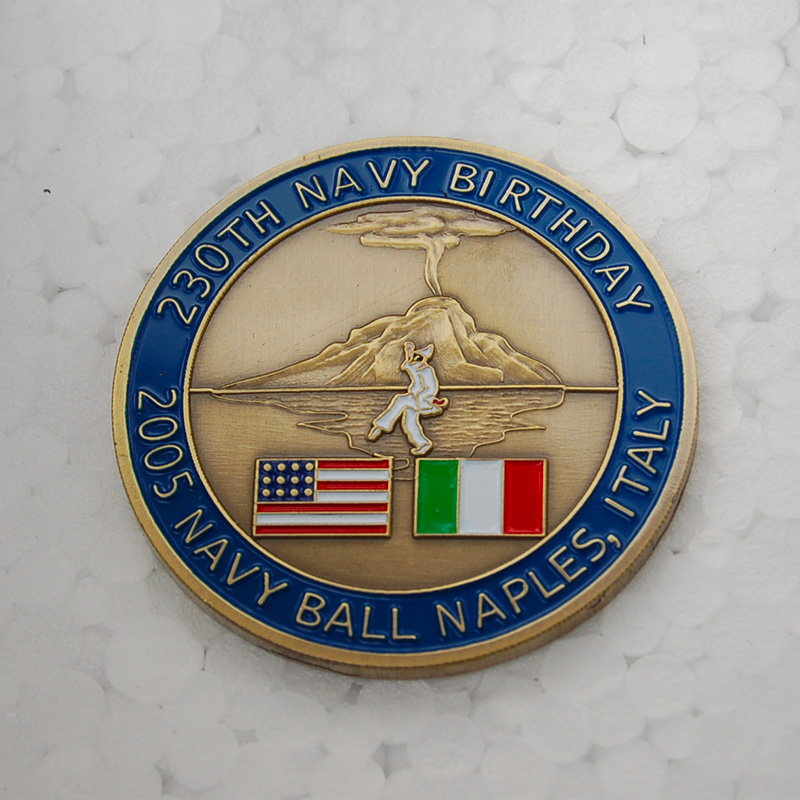 230TH NAVY BIRTHDAY
2005 NAVY BALL NAPLES, ITALY